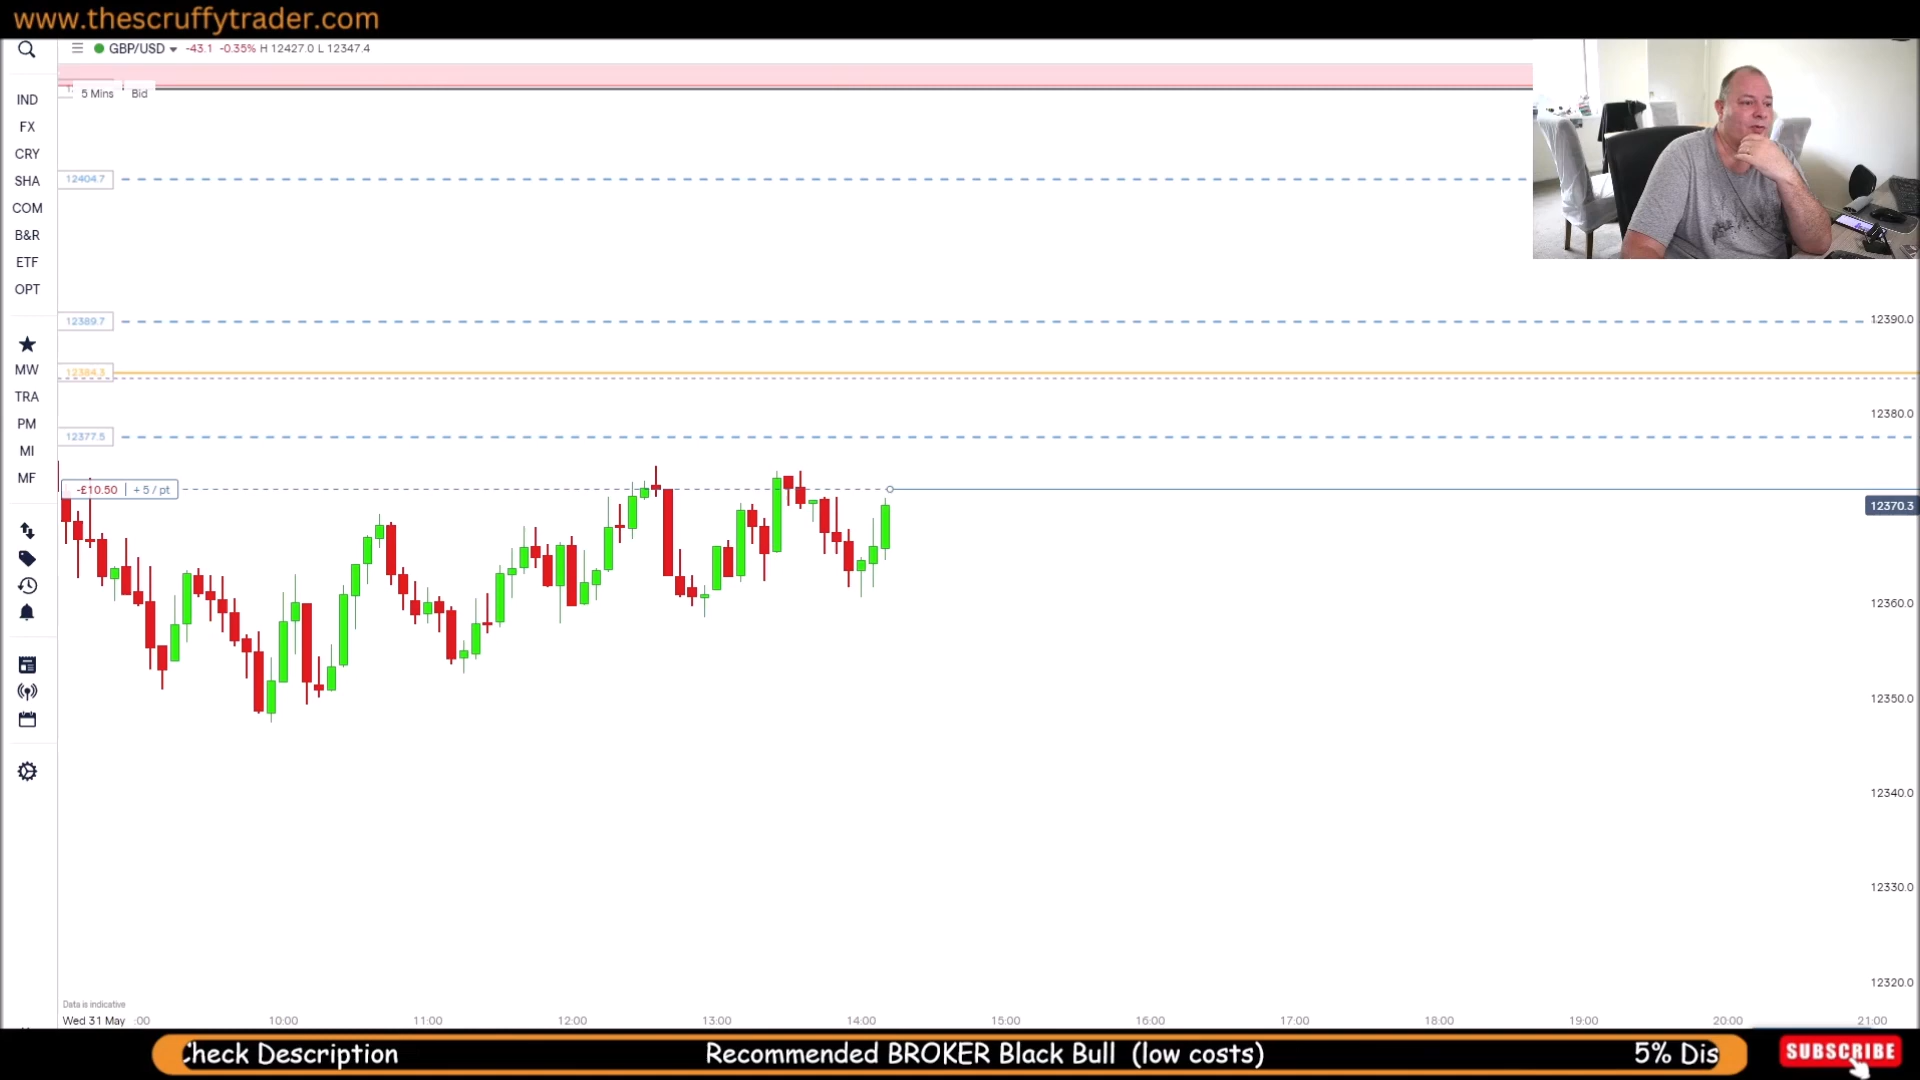 www.thescruffytrader.com
GBP/USD -43.1 -0.35% H 12427.0 L 12347.4
5 Mins Bid
IND
FX
CRY
SHA
COM
B&R
ETF
OPT
MW
TRA
PM
MI
MF
12404.7
12389.7
12384.3
12377.5
-£10.50 + 5 / pt
12390.0
12380.0
12370.3
12360.0
12350.0
12340.0
12330.0
12320.0
Data is indicative
Wed 31 May :00 10:00 11:00 12:00 13:00 14:00 15:00 16:00 17:00 18:00 19:00 20:00 21:00
Check Description Recommended BROKER Black Bull (low costs) 5% Dis
SUBSCRIBE